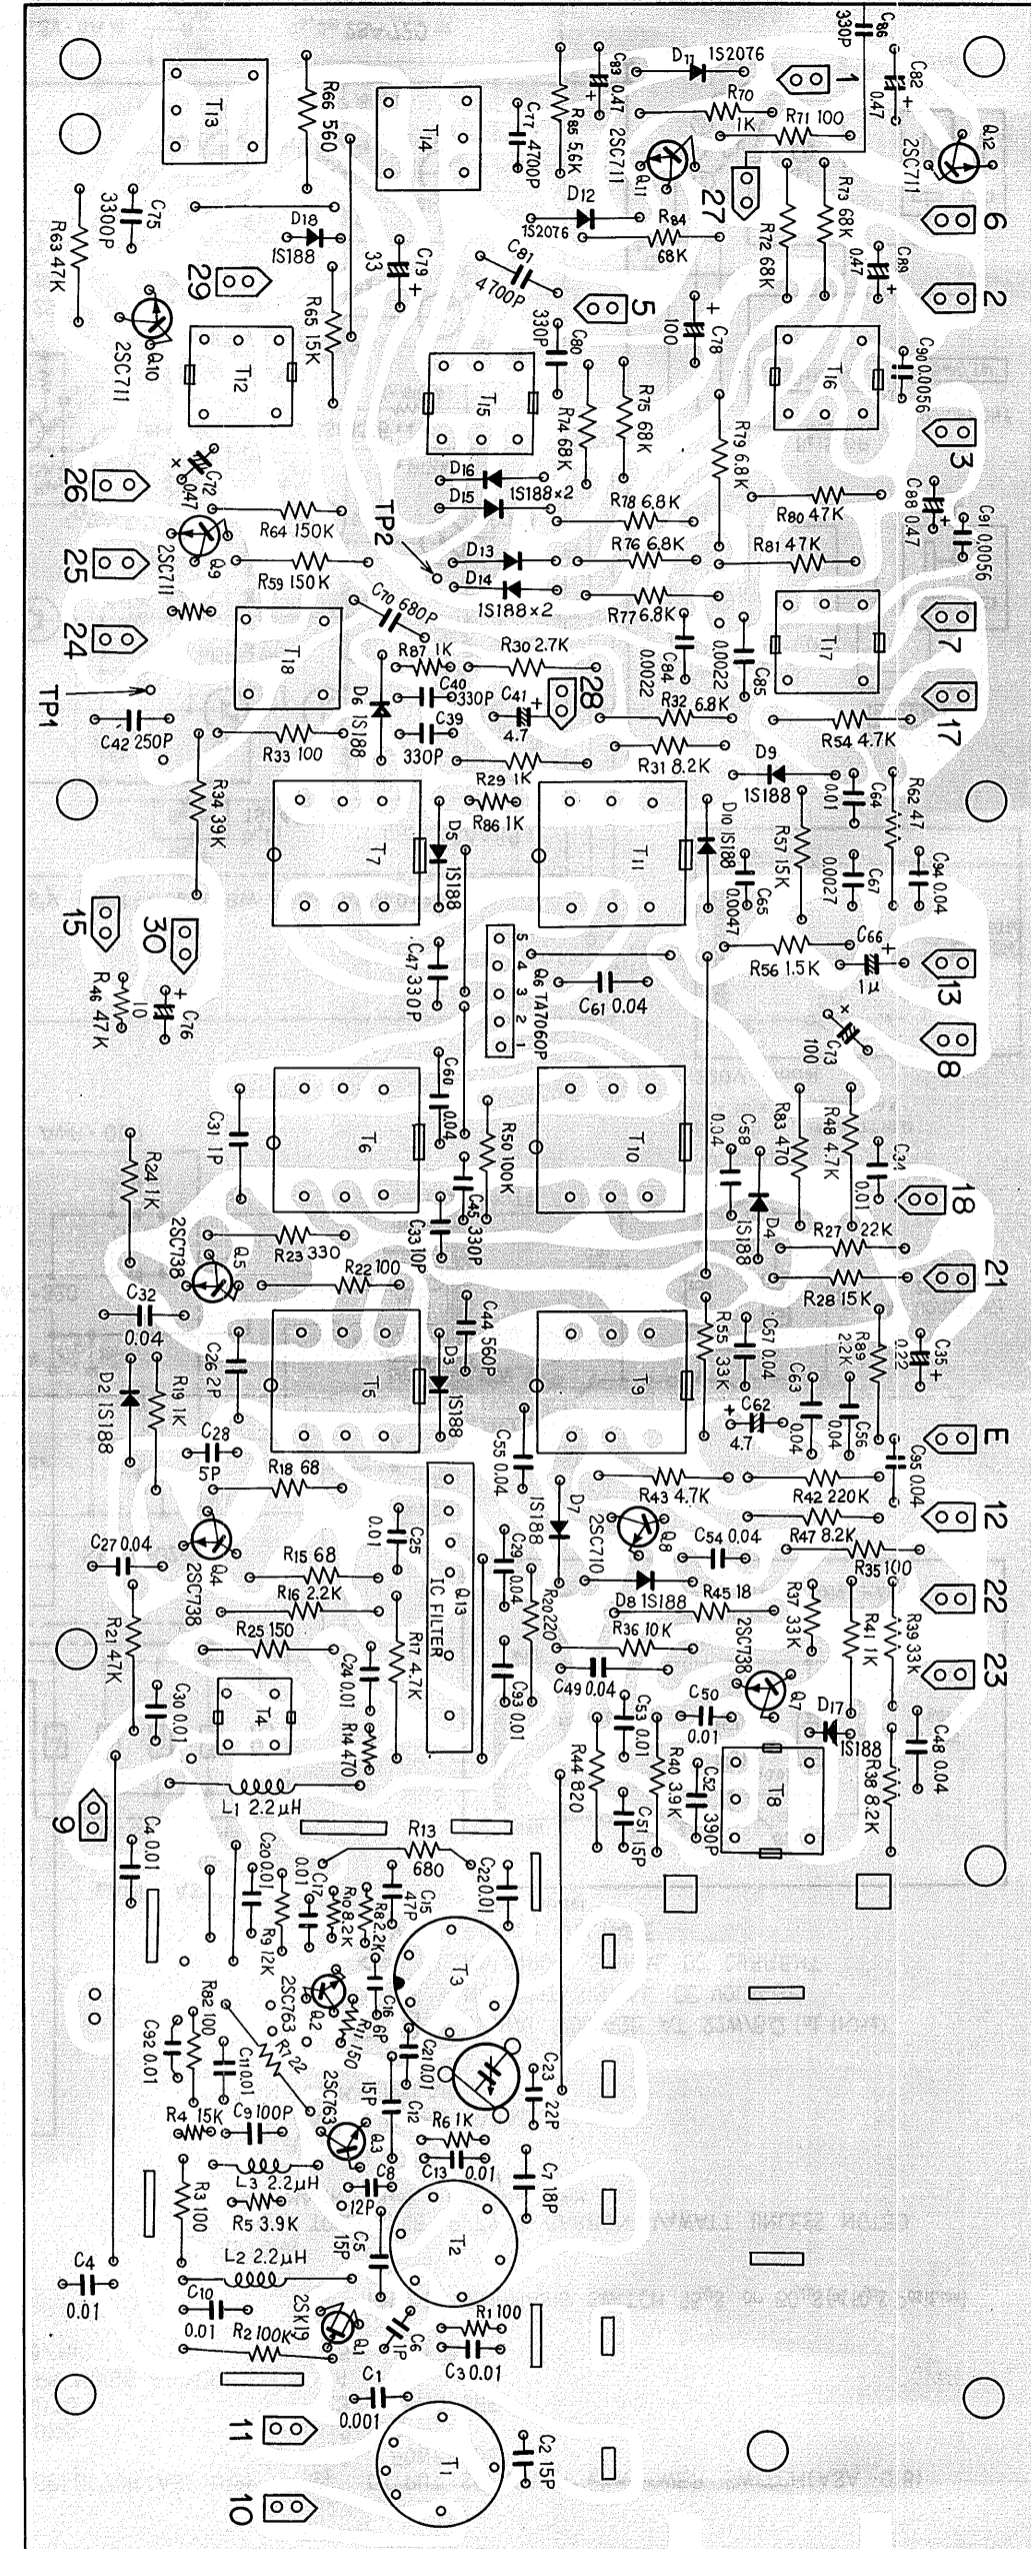 C86 330P
C82 0.47 +
D11 1S2076
1
C83 0.47 +
R70 1K
R71 100
R66 560
T13
T14
C77 4700P
R85 5.6K
2SC711 Q11
Q12 2SC711
27
6
D12 1S2076
R84 68K
R72 68K
R73 68K
C75 3300P
R63 47K
D18 1S188
C79 33 +
C81 4700P
C89 0.47 +
2
29
R65 15K
5
C78 100 +
C80 330P
Q10 2SC711
T12
T15
R74 68K
R75 68K
T16
C90 0.0056
3
R79 6.8K
C72 .047
26
D16
D15 1S188×2
R78 6.8K
R80 47K
C88 .047 +
C91 0.0056
R64 150K
TP2
Q9 2SC711
R59 150K
D13
D14 1S188×2
R76 6.8K
R81 47K
25
C70 680P
R77 6.8K
24
T18
R87 1K
R30 2.7K
C84 0.0022
C85 0.0022
T17
7
TP1
D6 1S188
C40 330P
C41 4.7 +
28
R32 6.8K
17
C42 250P
R33 100
C39 330P
R54 4.7K
R29 1K
R31 8.2K
D9 1S188
R34 39K
T7
D5 1S188
R86 1K
T11
D10 1S188
C64 0.01
R62 47
R57 15K
C65 0.0047
C67 0.0027
C94 0.04
15
30
C47 330P
5 4 3 2 1
Q6 TA7060P
C61 0.04
R56 1.5K
C66 1μ +
13
R46 47K
C76 10 +
C73 100
8
C60 0.04
C31 1P
T6
R50 100K
T10
C58 0.04
R83 470
R48 4.7K
C34 0.01
R24 1K
C45 330P
C33 10P
D4 1S188
18
Q5 2SC738
R23 330
R27 22K
R22 100
R28 15K
21
C32 0.04
C26 2P
T5
D3 1S188
C44 560P
T9
R55 33K
C57 0.04
R89 2.2K
C35 0.22 +
D2 1S188
R19 1K
C28 5P
C62 4.7 +
C63 0.04
C56 0.04
E
C55 0.04
C95 0.04
R18 68
R43 4.7K
R42 220K
12
C27 0.04
Q4 2SC738
C25 0.01
D7 1S188
2SC710 Q8
R47 8.2K
C54 0.04
R35 100
R15 68
C29 0.04
R16 2.2K
Q13 IC FILTER
R20 220
D8 1S188
R45 18
R37 33K
22
R21 47K
R25 150
R17 4.7K
R36 10K
2SC738 Q7
R41 1K
R39 33K
C24 0.01
C93 0.01
C49 0.04
23
C30 0.01
T4
R14 470
C53 0.01
C50 0.01
D17 1S188
C48 0.04
R44 820
R40 3.9K
C52 390P
T8
R38 8.2K
L1 2.2μH
9
C4 0.01
R13 680
C51 15P
C20 0.01
C17 0.01
R10 8.2K
R8 2.2K
C15 47P
C22 0.01
R9 12K
T3
2SC763 Q2
C16 6P
R82 100
R11 150
C92 0.01
C11 0.01
R7 22
C21 0.01
C23 22P
2SC763 Q3
15P C12
R4 15K
C9 100P
R6 1K
C13 0.01
L3 2.2μH
C8 12P
C7 18P
R3 100
R5 3.9K
C5 15P
T2
C4 0.01
L2 2.2μH
C10 0.01
2SK19 Q1
C6 1P
R1 100
R2 100K
C3 0.01
C1 0.001
11
T1
C2 15P
10